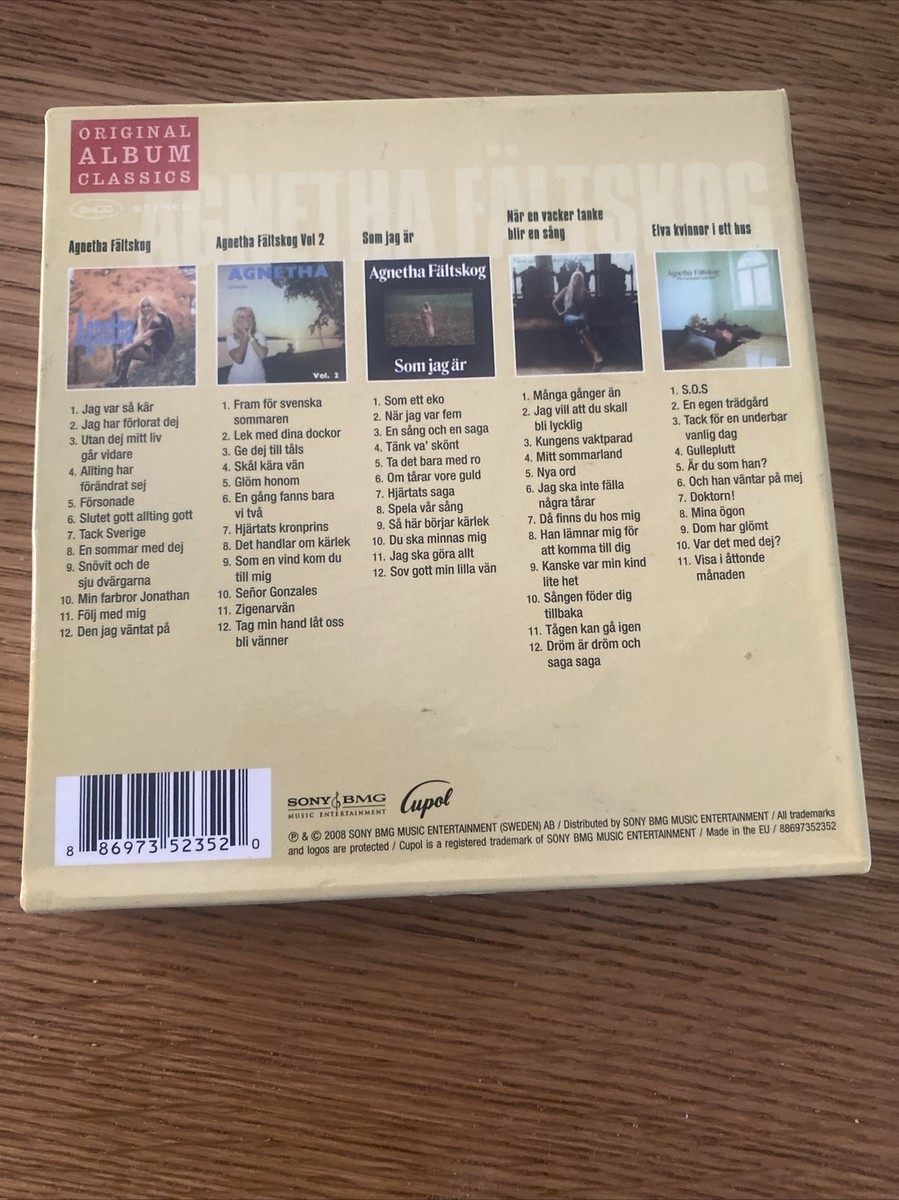 ORIGINAL
ALBUM
CLASSICS
AGNETHA FÄLTSKOG
STEREO
Agnetha Fältskog
1. Jag var så kär
2. Jag har förlorat dej
3. Utan dej mitt liv
går vidare
4. Allting har
förändrat sej
5. Försonade
6. Slutet gott allting gott
7. Tack Sverige
8. En sommar med dej
9. Snövit och de
sju dvärgarna
10. Min farbror Jonathan
11. Följ med mig
12. Den jag väntat på
Agnetha Fältskog Vol 2
AGNETHA
Vol. 2
1. Fram för svenska
sommaren
2. Lek med dina dockor
3. Ge dej till tåls
4. Skål kära vän
5. Glöm honom
6. En gång fanns bara
vi två
7. Hjärtats kronprins
8. Det handlar om kärlek
9. Som en vind kom du
till mig
10. Señor Gonzales
11. Zigenarvän
12. Tag min hand låt oss
bli vänner
Som jag är
Agnetha Fältskog
Som jag är
1. Som ett eko
2. När jag var fem
3. En sång och en saga
4. Tänk va' skönt
5. Ta det bara med ro
6. Om tårar vore guld
7. Hjärtats saga
8. Spela vår sång
9. Så här börjar kärlek
10. Du ska minnas mig
11. Jag ska göra allt
12. Sov gott min lilla vän
När en vacker tanke
blir en sång
1. Många gånger än
2. Jag vill att du skall
bli lycklig
3. Kungens vaktparad
4. Mitt sommarland
5. Nya ord
6. Jag ska inte fälla
några tårar
7. Då finns du hos mig
8. Han lämnar mig för
att komma till dig
9. Kanske var min kind
lite het
10. Sången föder dig
tillbaka
11. Tågen kan gå igen
12. Dröm är dröm och
saga saga
Elva kvinnor i ett hus
Agnetha Fältskog
1. S.O.S
2. En egen trädgård
3. Tack för en underbar
vanlig dag
4. Gulleplutt
5. Är du som han?
6. Och han väntar på mej
7. Doktorn!
8. Mina ögon
9. Dom har glömt
10. Var det med dej?
11. Visa i åttonde
månaden
8 86973 52352 0
SONY BMG
MUSIC ENTERTAINMENT
Cupol
℗ & © 2008 SONY BMG MUSIC ENTERTAINMENT (SWEDEN) AB / Distributed by SONY BMG MUSIC ENTERTAINMENT / All trademarks
and logos are protected / Cupol is a registered trademark of SONY BMG MUSIC ENTERTAINMENT / Made in the EU / 88697352352